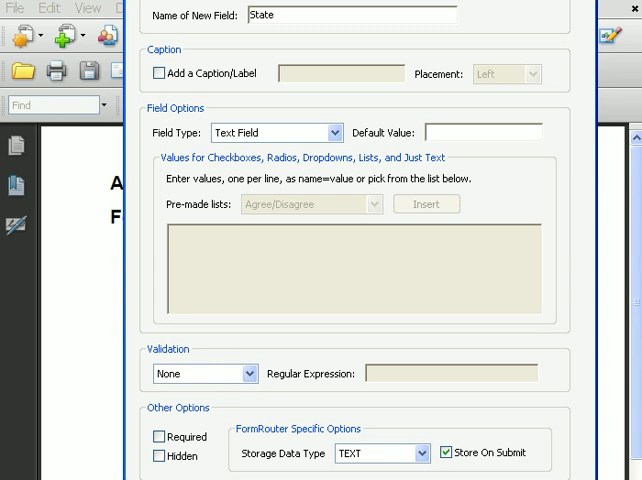 File Edit View D
Name of New Field: State
Caption
Add a Caption/Label Placement: Left
Find
Field Options
Field Type: Text Field Default Value:
Values for Checkboxes, Radios, Dropdowns, Lists, and Just Text
Enter values, one per line, as name=value or pick from the list below.
A
Pre-made lists: Agree/Disagree Insert
F
Validation
None Regular Expression:
Other Options
FormRouter Specific Options
Required
Storage Data Type TEXT Store On Submit
Hidden